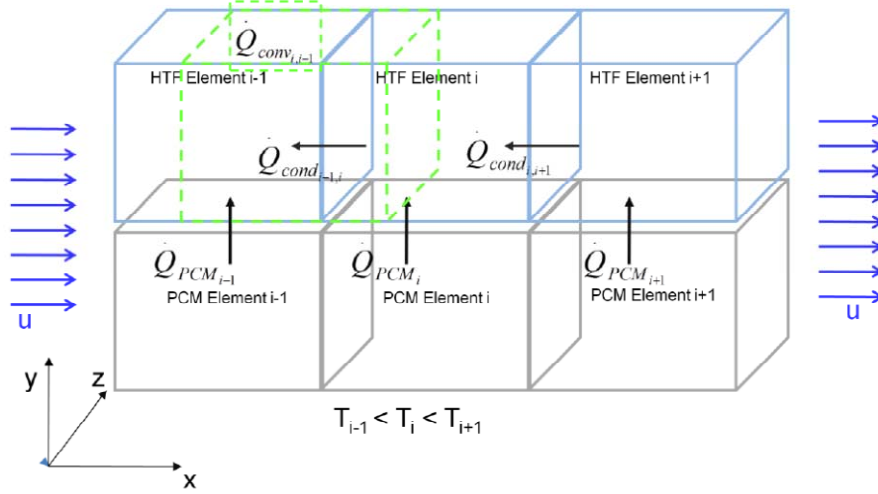 Q̇conv i,i-1
HTF Element i-1
HTF Element i
HTF Element i+1
Q̇cond i-1,i
Q̇cond i,i+1
Q̇PCM i-1
Q̇PCM i
Q̇PCM i+1
PCM Element i-1
PCM Element i
PCM Element i+1
u
u
y
z
x
Ti-1 < Ti < Ti+1